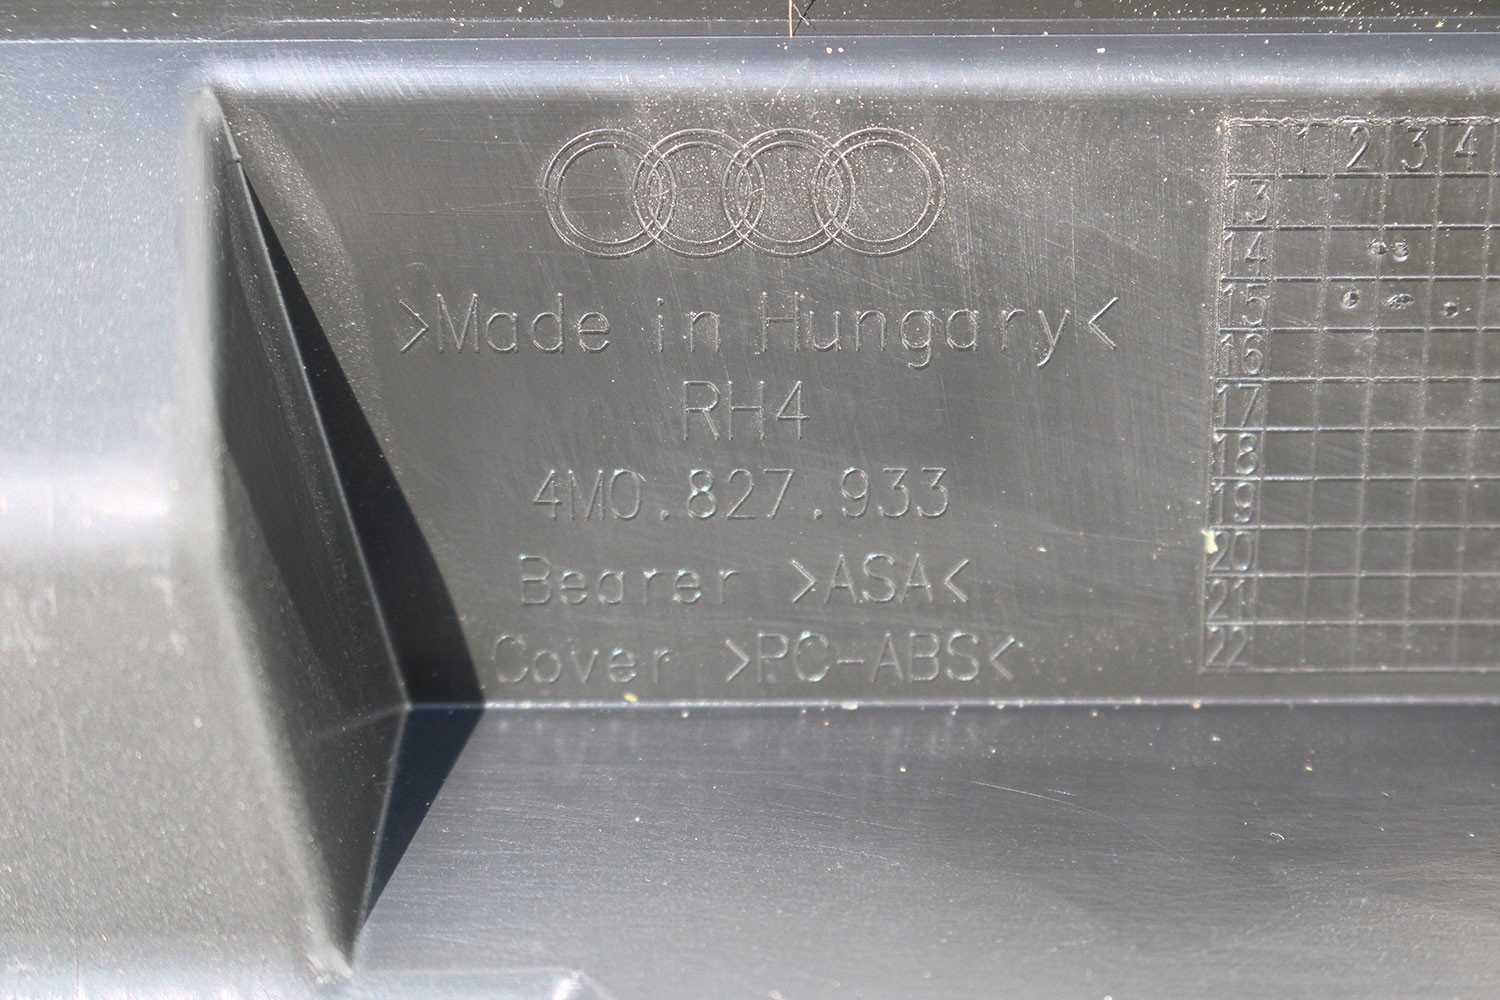 >Made in Hungary<
RH4
4M0.827.933
Bearer >ASA<
Cover >PC-ABS<
1 2 3 4
13
14
15
16
17
18
19
20
21
22